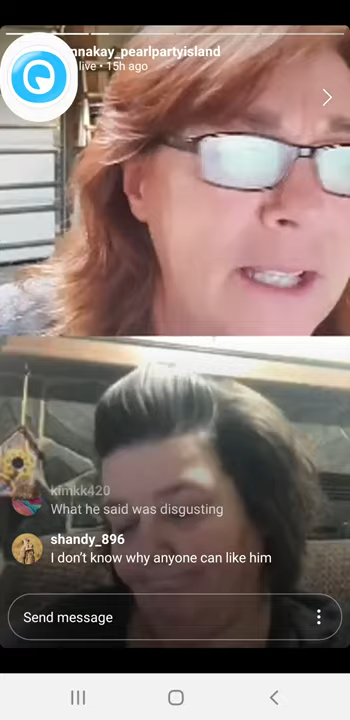 nnakay_pearlpartyisland
live • 15h ago
kimkk420
What he said was disgusting
shandy_896
I don't know why anyone can like him
Send message